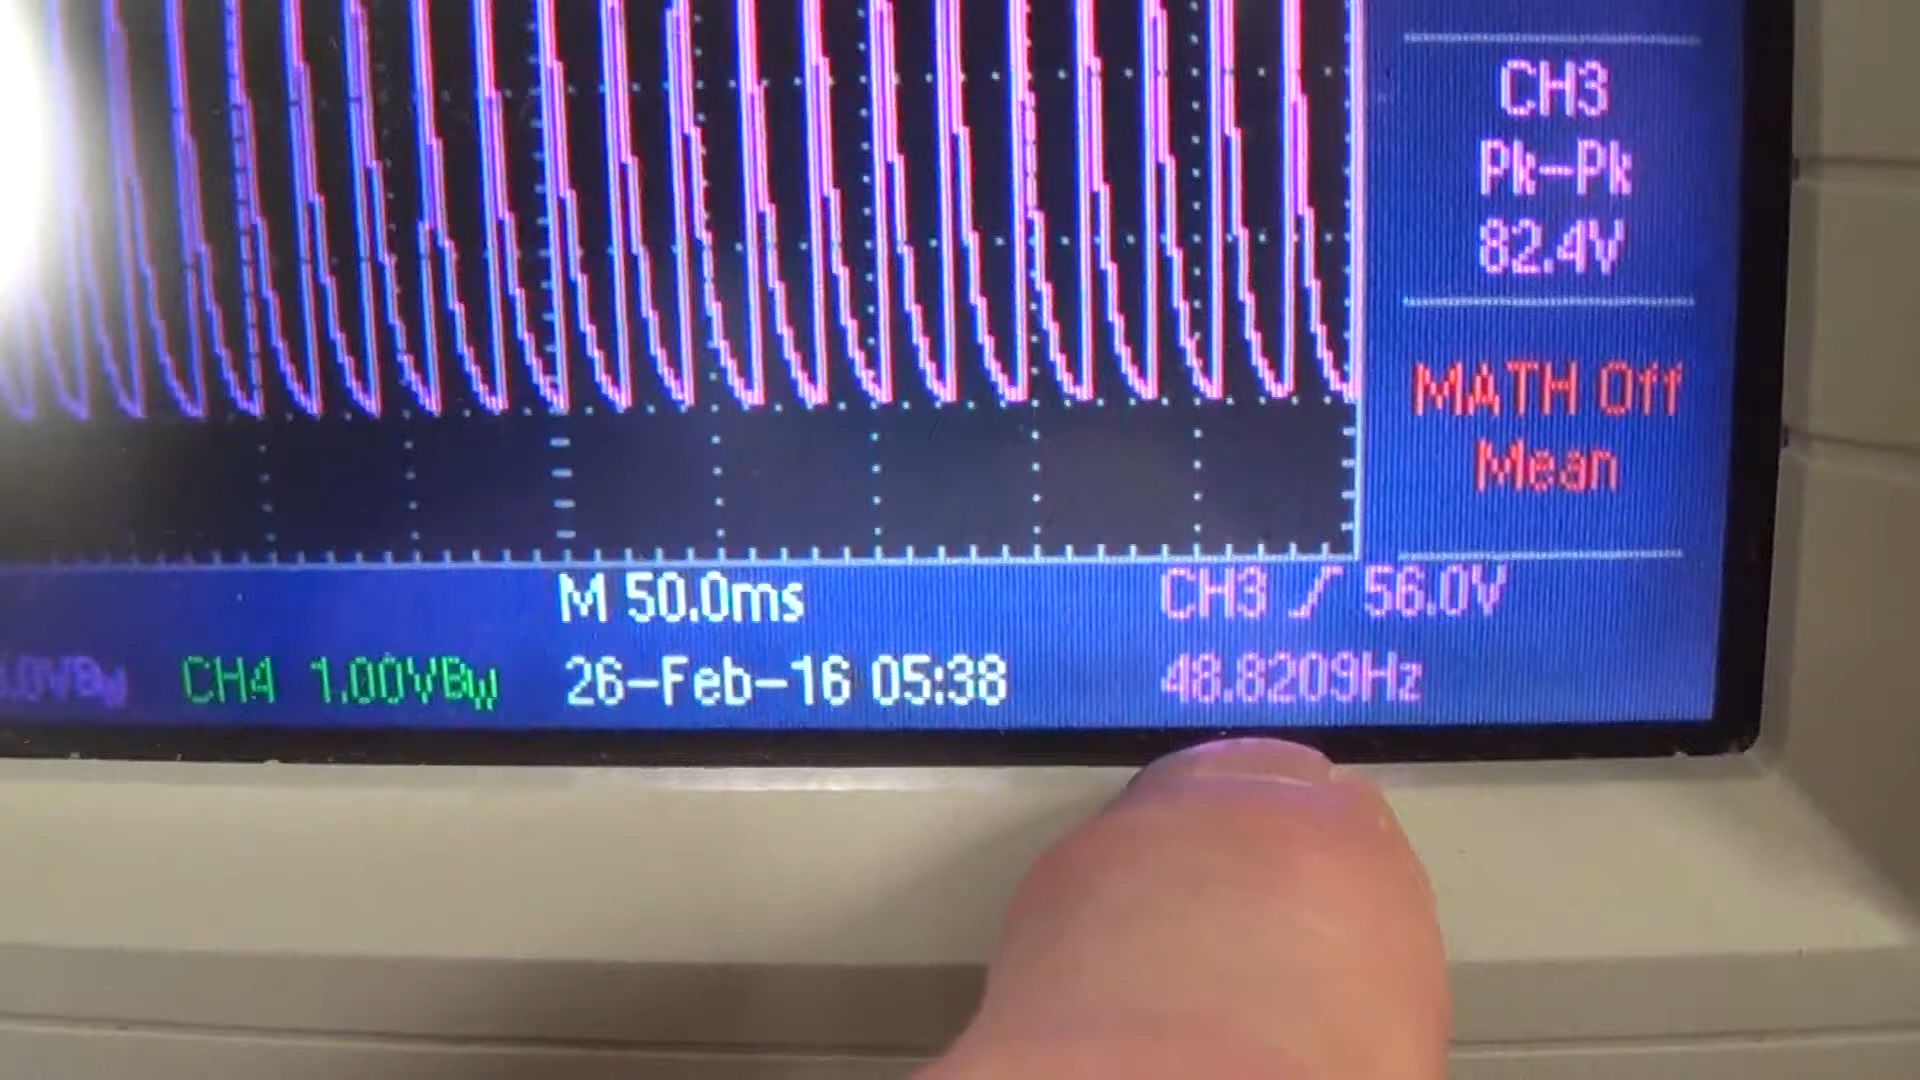 CH3
Pk-Pk
82.4V
MATH Off
Mean
M 50.0ms
CH3 56.0V
.0VBW CH4 1.00VBW 26-Feb-16 05:38 48.8209Hz